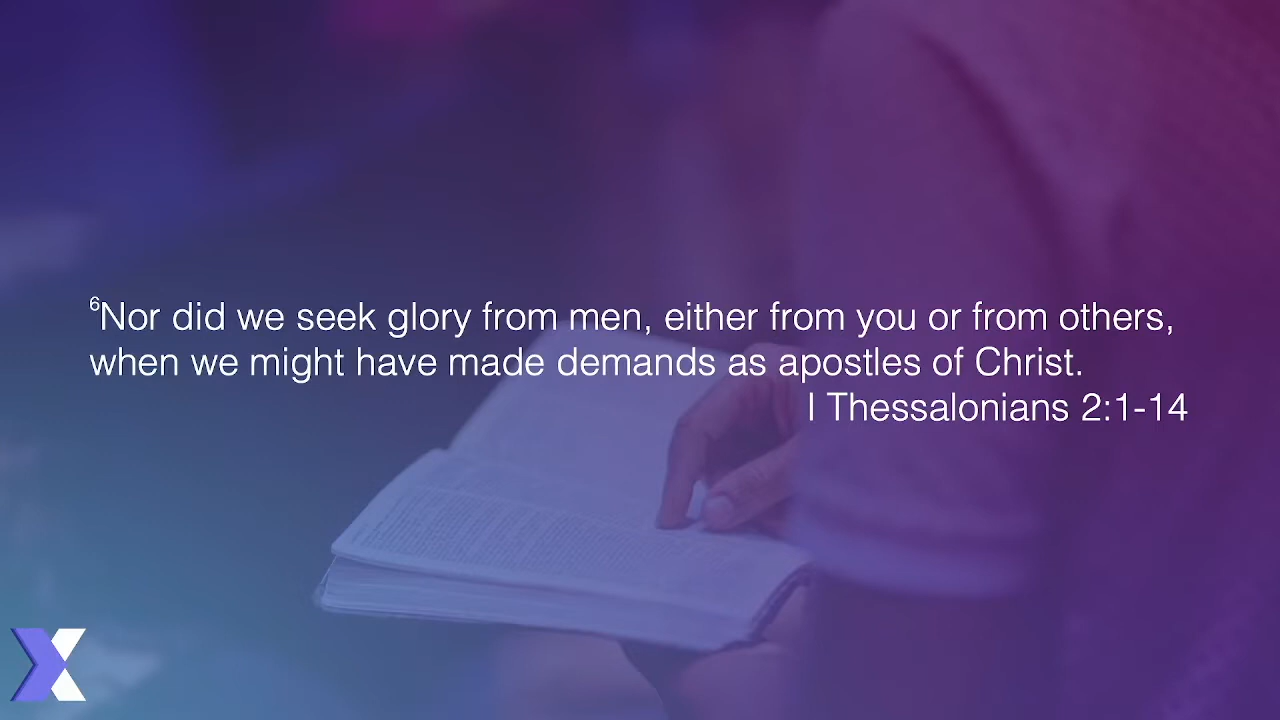 ⁶Nor did we seek glory from men, either from you or from others,
when we might have made demands as apostles of Christ.
I Thessalonians 2:1-14